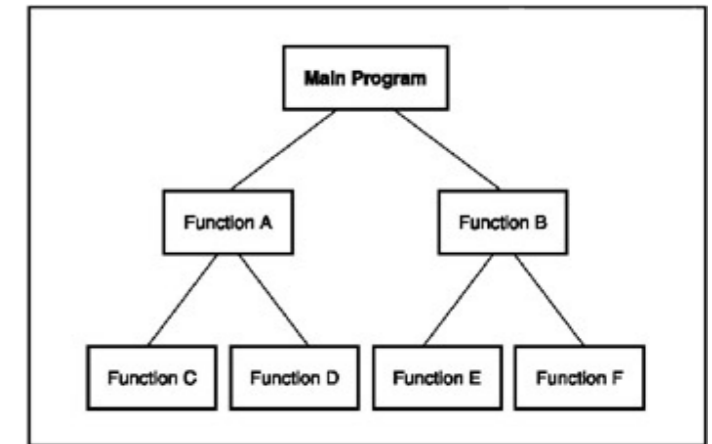 Main Program
Function A
Function B
Function C
Function D
Function E
Function F